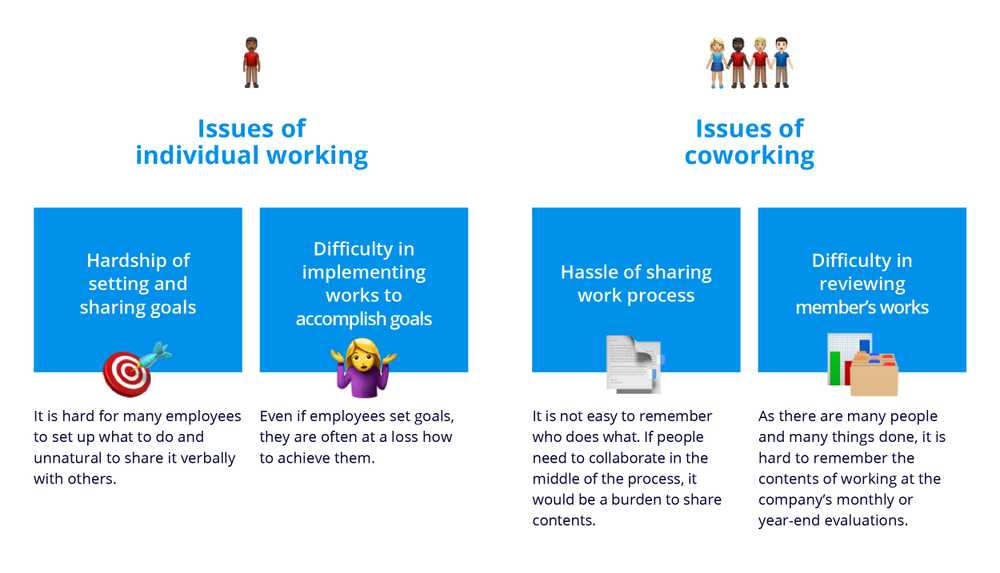 Issues of
individual working
Hardship of
setting and
sharing goals
It is hard for many employees
to set up what to do and
unnatural to share it verbally
with others.
Difficulty in
implementing
works to
accomplish goals
Even if employees set goals,
they are often at a loss how
to achieve them.
Issues of
coworking
Hassle of sharing
work process
It is not easy to remember
who does what. If people
need to collaborate in the
middle of the process, it
would be a burden to share
contents.
Difficulty in
reviewing
member's works
As there are many people
and many things done, it is
hard to remember the
contents of working at the
company's monthly or
year-end evaluations.